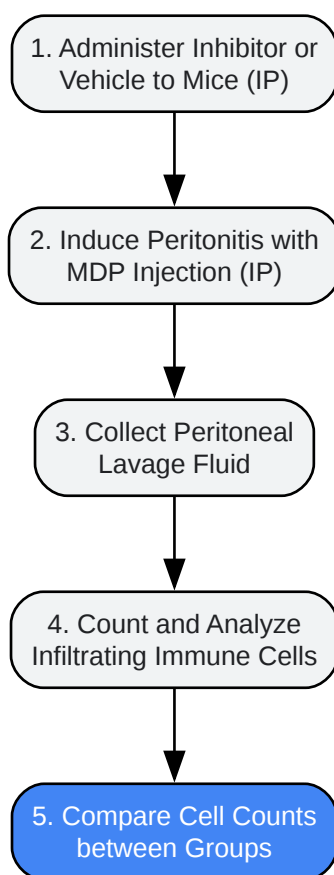 1. Administer Inhibitor or
Vehicle to Mice (IP)
2. Induce Peritonitis with
MDP Injection (IP)
3. Collect Peritoneal
Lavage Fluid
4. Count and Analyze
Infiltrating Immune Cells
5. Compare Cell Counts
between Groups